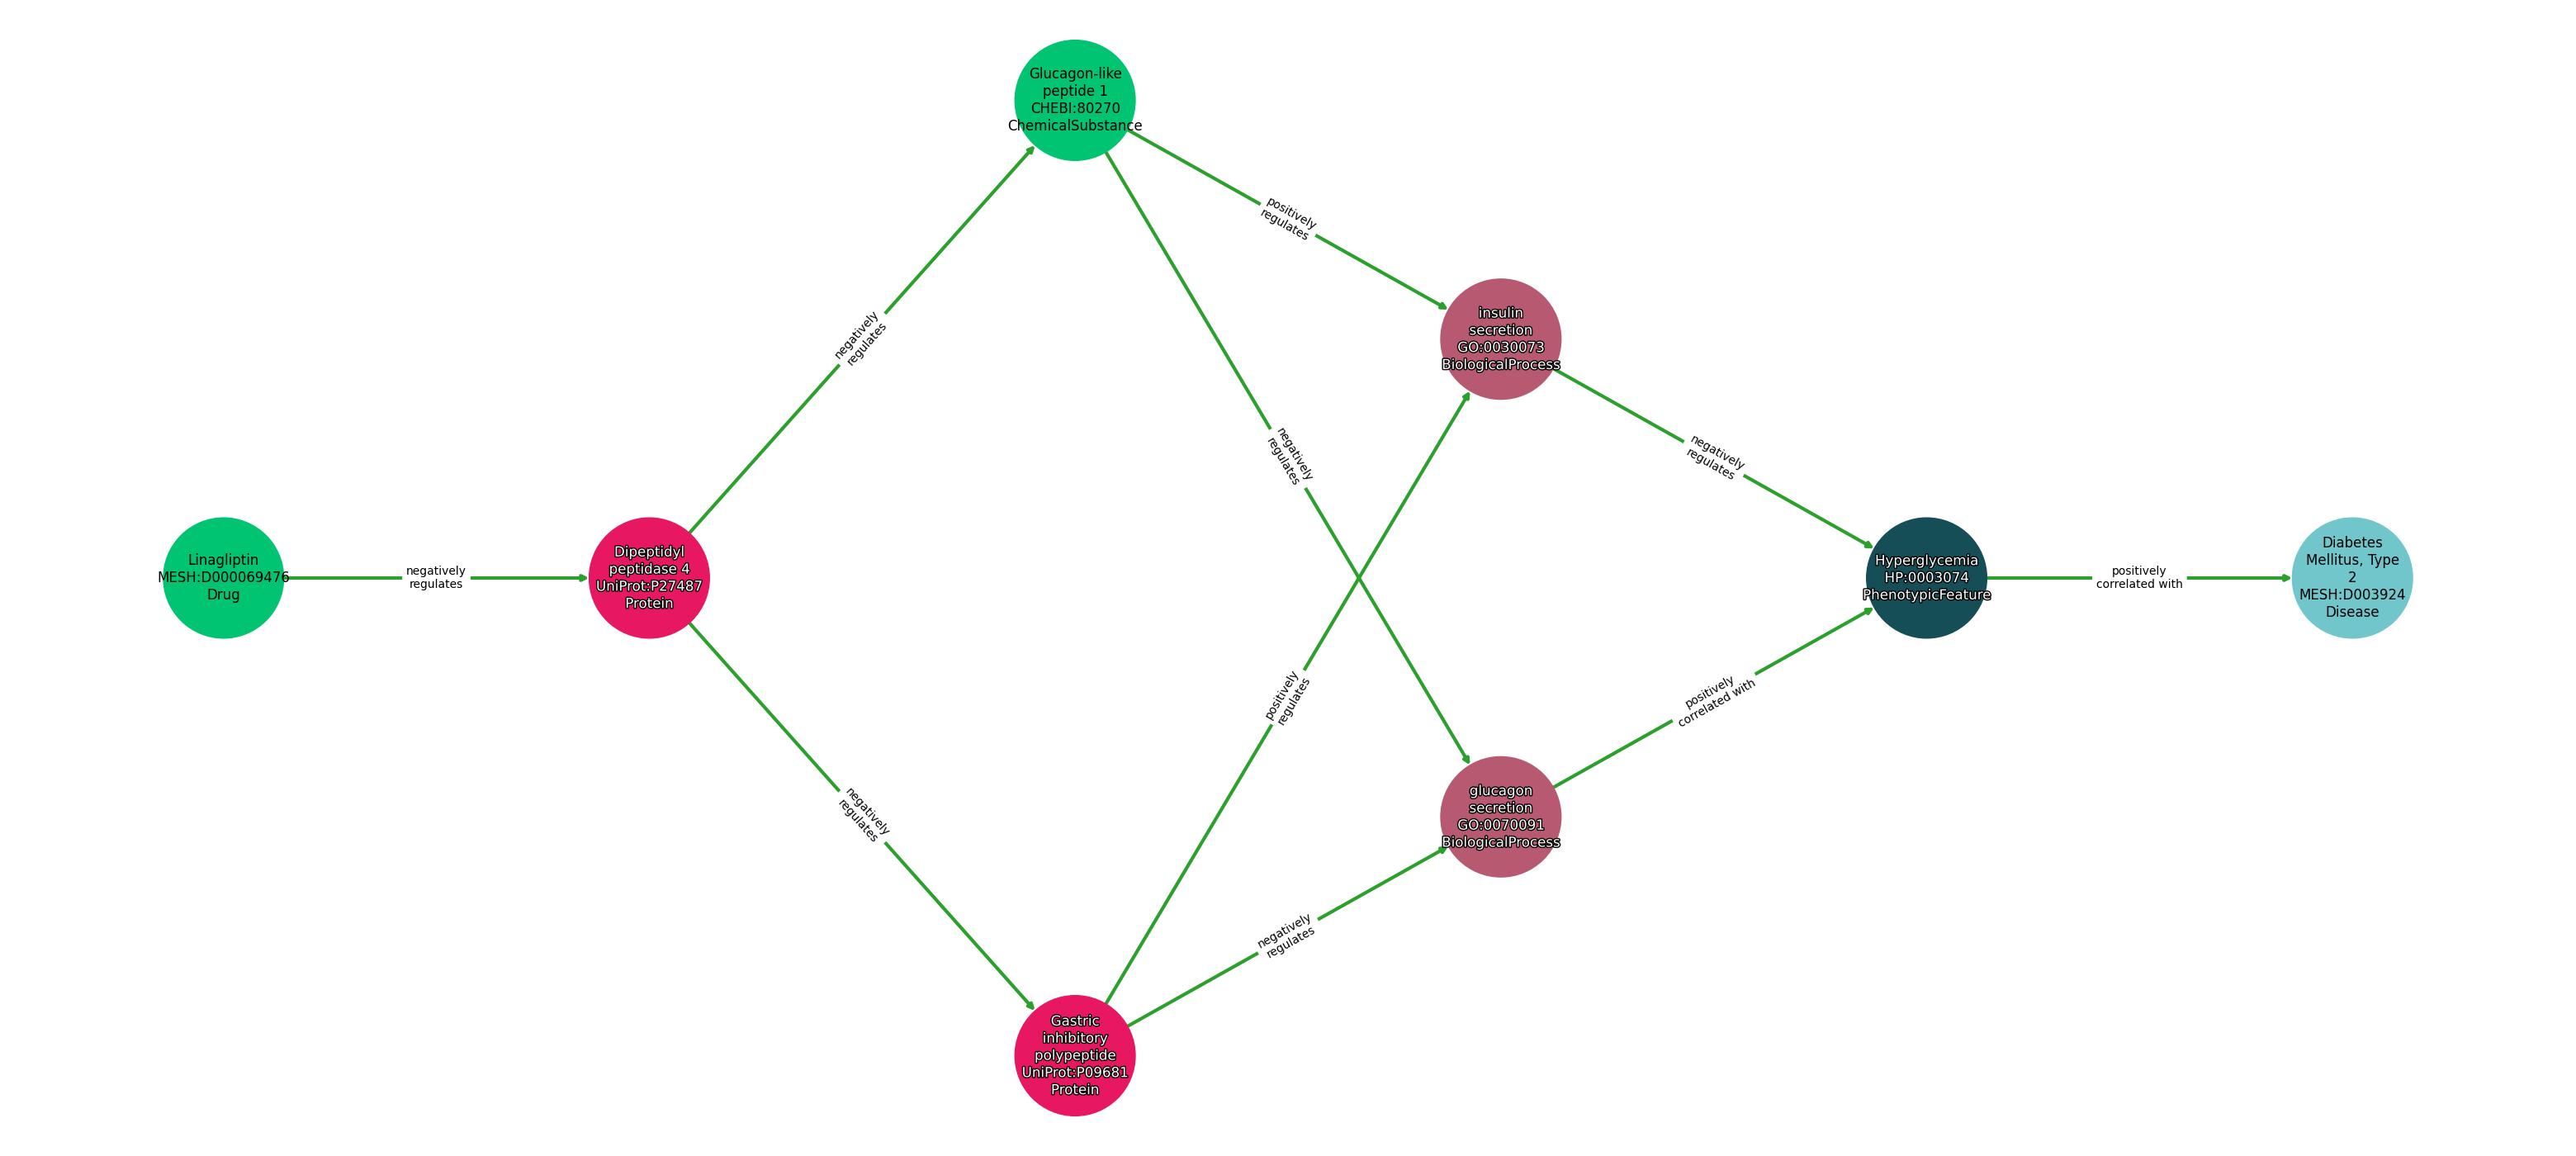 Glucagon-like
peptide 1
CHEBI:80270
ChemicalSubstance
positively
regulates
insulin
secretion
GO:0030073
BiologicalProcess
negatively
regulates
negatively
regulates
negatively
regulates
Linagliptin
MESH:D000069476
Drug
negatively
regulates
Dipeptidyl
peptidase 4
UniProt:P27487
Protein
Hyperglycemia
HP:0003074
PhenotypicFeature
positively
correlated with
Diabetes
Mellitus, Type
2
MESH:D003924
Disease
positively
regulates
positively
correlated with
negatively
regulates
glucagon
secretion
GO:0070091
BiologicalProcess
negatively
regulates
Gastric
inhibitory
polypeptide
UniProt:P09681
Protein